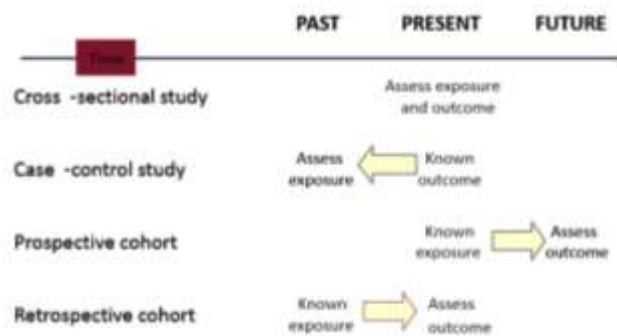 PAST PRESENT FUTURE
Time
Cross -sectional study
Assess exposure
and outcome
Case -control study
Assess
exposure
Known
outcome
Prospective cohort
Known
exposure
Assess
outcome
Retrospective cohort
Known
exposure
Assess
outcome